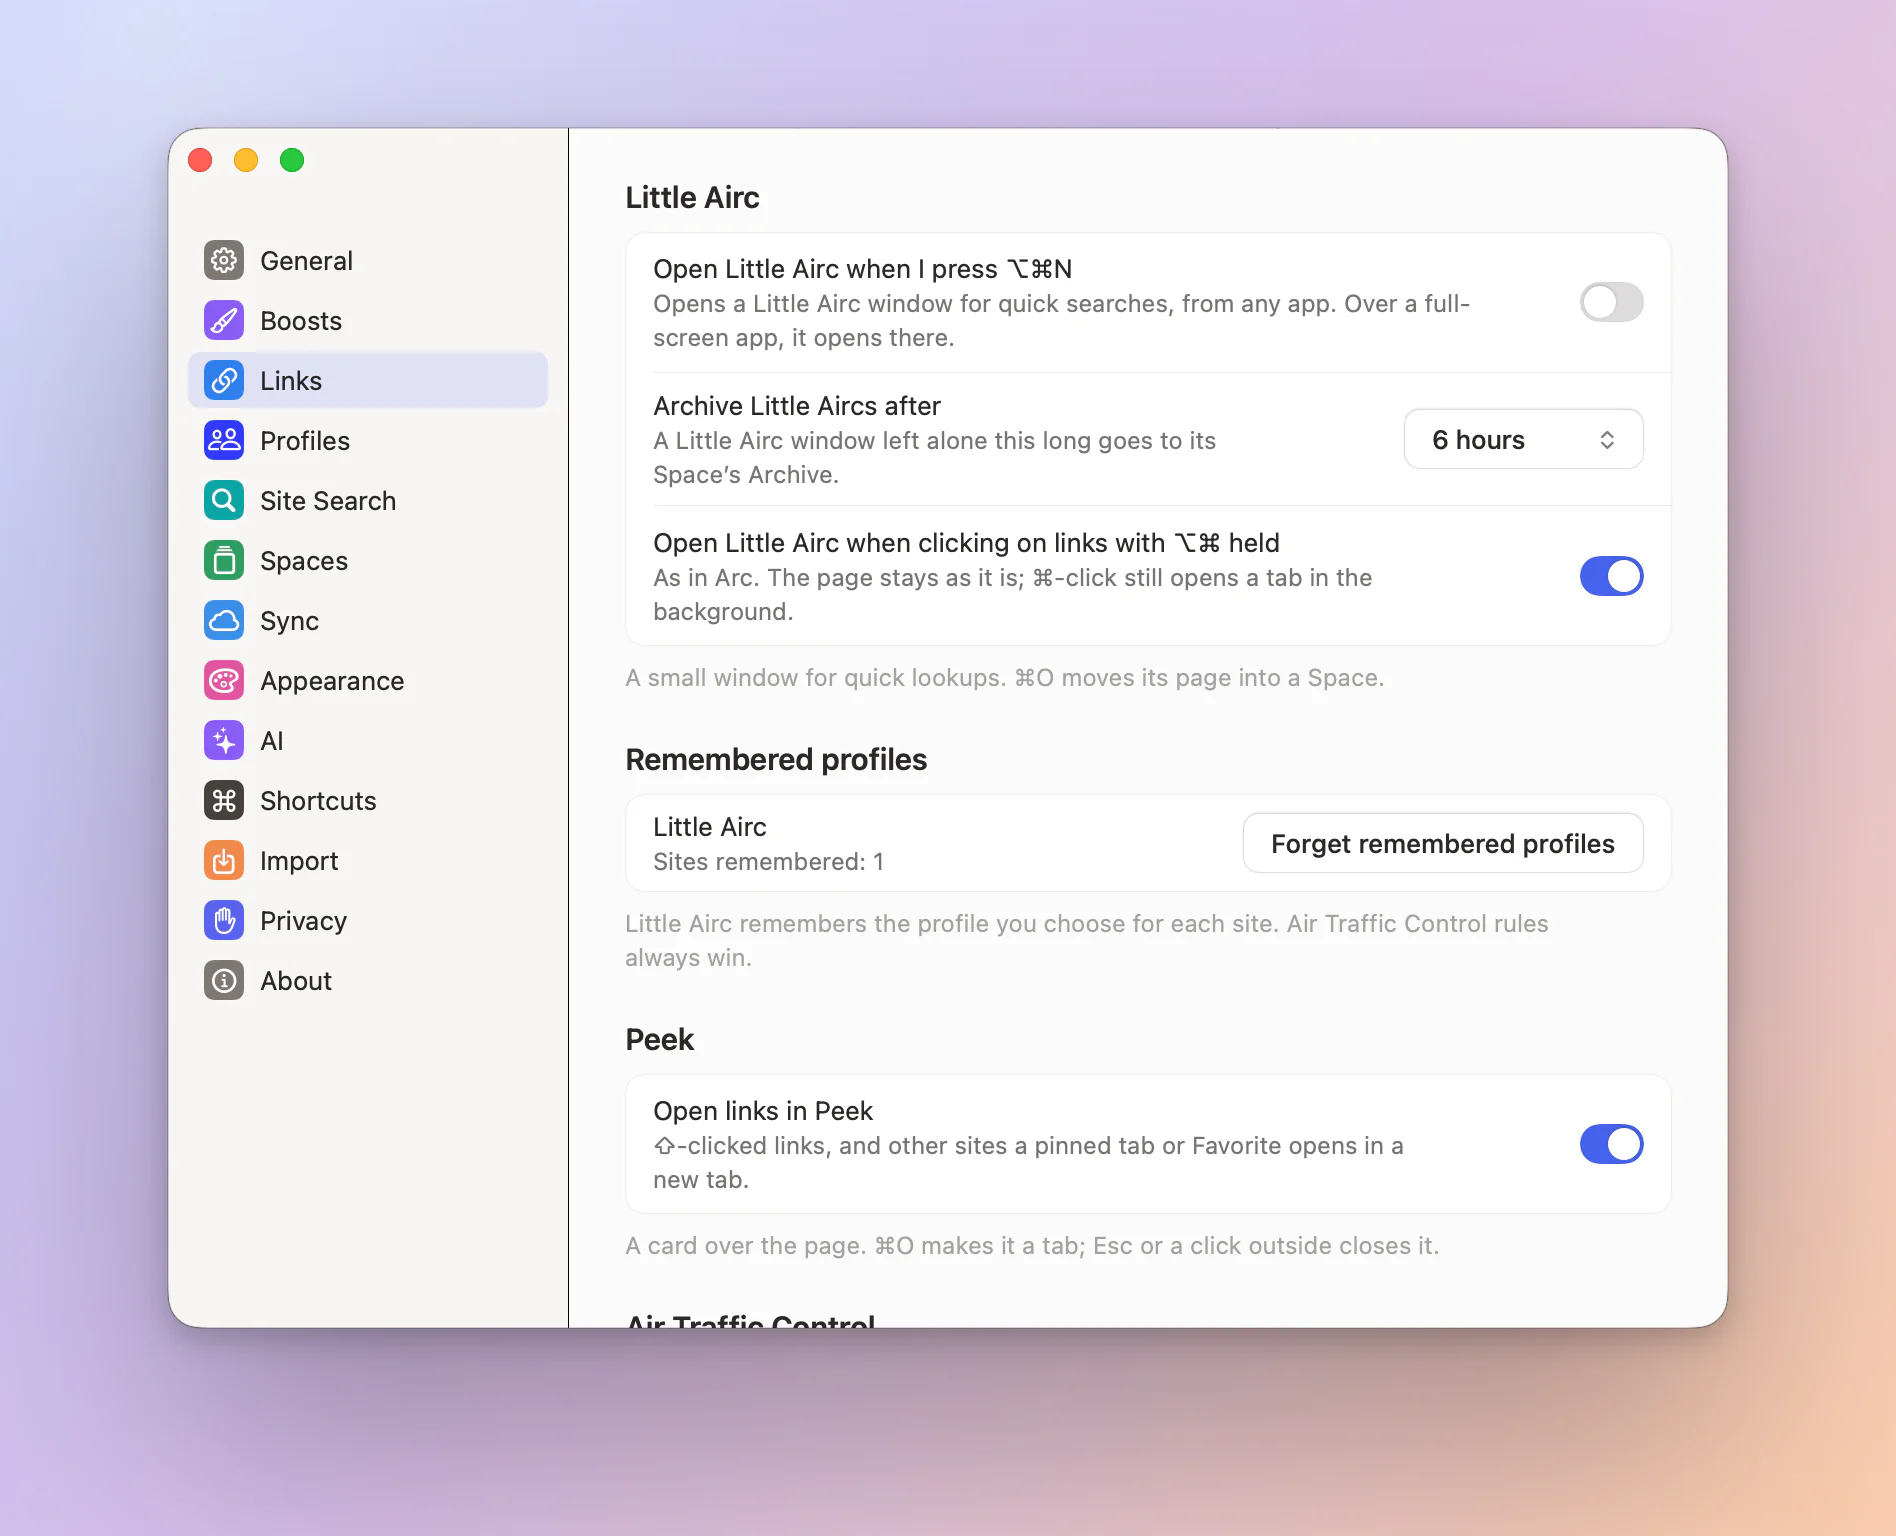 General
Boosts
Links
Profiles
Site Search
Spaces
Sync
Appearance
AI
Shortcuts
Import
Privacy
About
Little Airc
Open Little Airc when I press ⌥⌘N
Opens a Little Airc window for quick searches, from any app. Over a full-
screen app, it opens there.
Archive Little Aircs after
A Little Airc window left alone this long goes to its
Space’s Archive.
6 hours
Open Little Airc when clicking on links with ⌥⌘ held
As in Arc. The page stays as it is; ⌘-click still opens a tab in the
background.
A small window for quick lookups. ⌘O moves its page into a Space.
Remembered profiles
Little Airc
Sites remembered: 1
Forget remembered profiles
Little Airc remembers the profile you choose for each site. Air Traffic Control rules
always win.
Peek
Open links in Peek
⇧-clicked links, and other sites a pinned tab or Favorite opens in a
new tab.
A card over the page. ⌘O makes it a tab; Esc or a click outside closes it.
Air Traffic Control